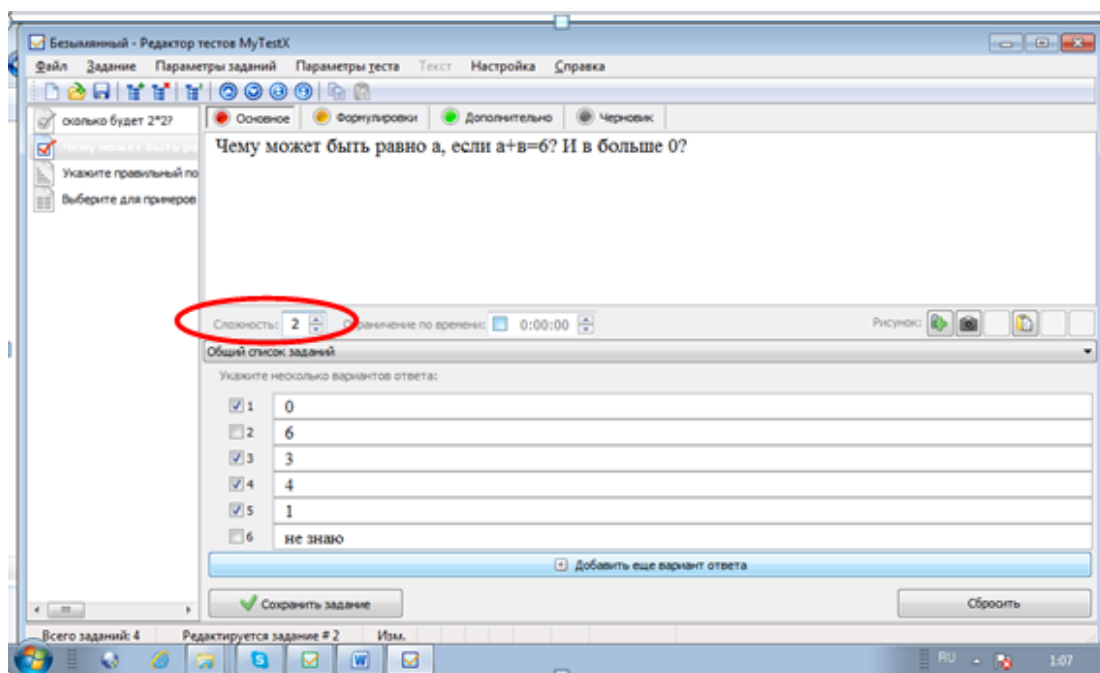 Безымянный - Редактор тестов MyTestX
Файл Задание Параметры заданий Параметры теста Текст Настройка Справка
Основное Формулировки Дополнительно Черновик
сколько будет 2*2?
Чему может быть ра
Укажите правильный по
Выберите для примеров
Чему может быть равно а, если а+в=6? И в больше 0?
Сложность: 2 Ограничение по времени: 0:00:00 Рисунок:
Общий список заданий
Укажите несколько вариантов ответа:
1 0
2 6
3 3
4 4
5 1
6 не знаю
Добавить еще вариант ответа
Сохранить задание Сбросить
Всего заданий: 4 Редактируется задание # 2 Изм.
RU 1:07